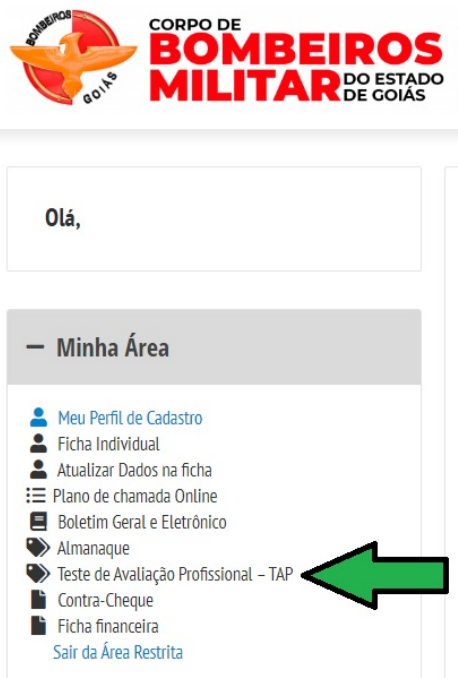 BOMBEIROS
GOIÁS
CORPO DE
BOMBEIROS
MILITAR DO ESTADO DE GOIÁS
Olá,
Minha Área
Meu Perfil de Cadastro
Ficha Individual
Atualizar Dados na ficha
Plano de chamada Online
Boletim Geral e Eletrônico
Almanaque
Teste de Avaliação Profissional – TAP
Contra-Cheque
Ficha financeira
Sair da Área Restrita